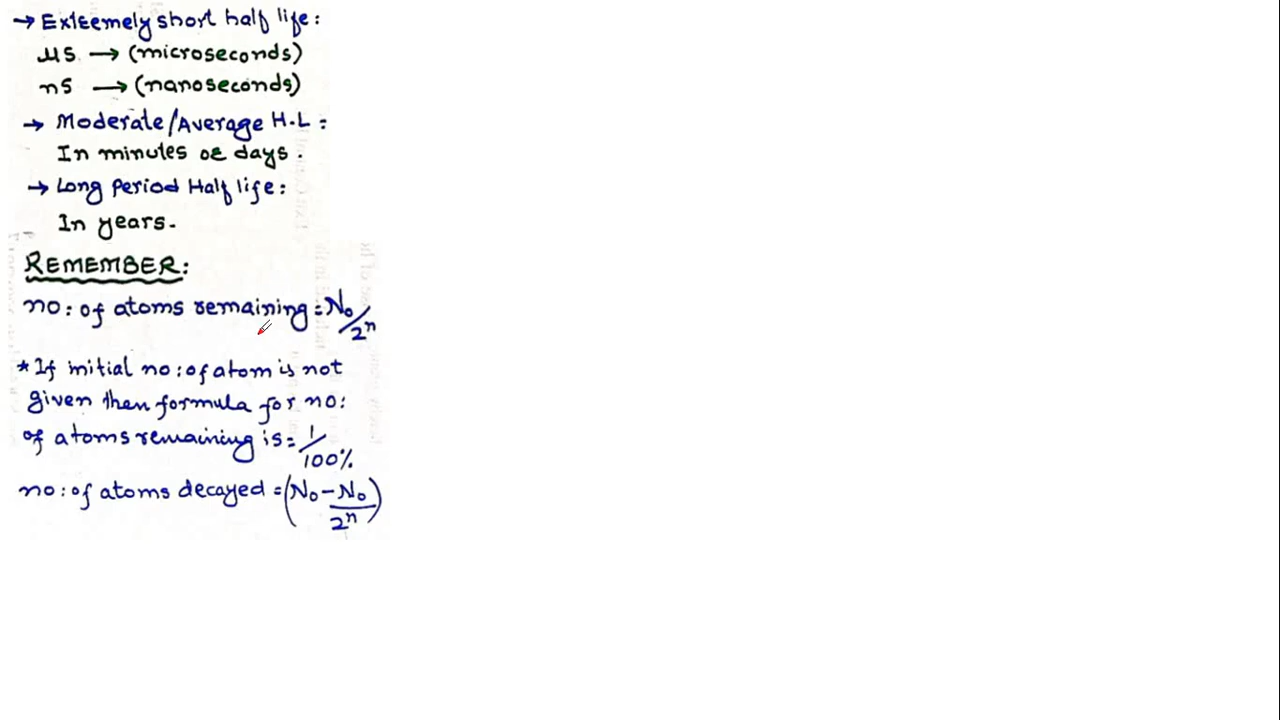 → Extremely short half life:
μs → (microseconds)
ns → (nanoseconds)
→ Moderate/Average H.L:
In minutes or days.
→ Long Period Half life:
In years.
REMEMBER:
no: of atoms remaining = N₀/2ⁿ
* If initial no: of atom is not
given then formula for no:
of atoms remaining is = 1/100%
no: of atoms decayed = (N₀ - N₀/2ⁿ)